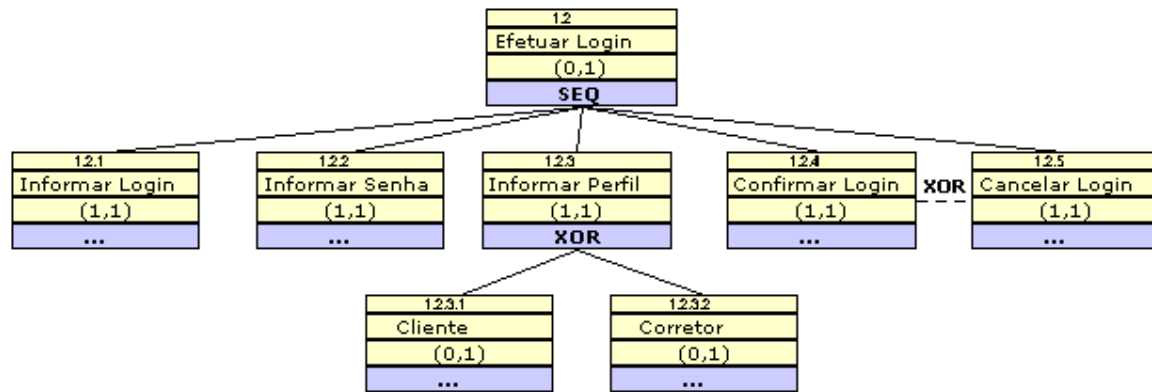 1.2
Efetuar Login
(0,1)
SEQ
1.2.1
Informar Login
(1,1)
...
1.2.2
Informar Senha
(1,1)
...
1.2.3
Informar Perfil
(1,1)
XOR
1.2.4
Confirmar Login
(1,1)
...
XOR
1.2.5
Cancelar Login
(1,1)
...
1.2.3.1
Cliente
(0,1)
...
1.2.3.2
Corretor
(0,1)
...